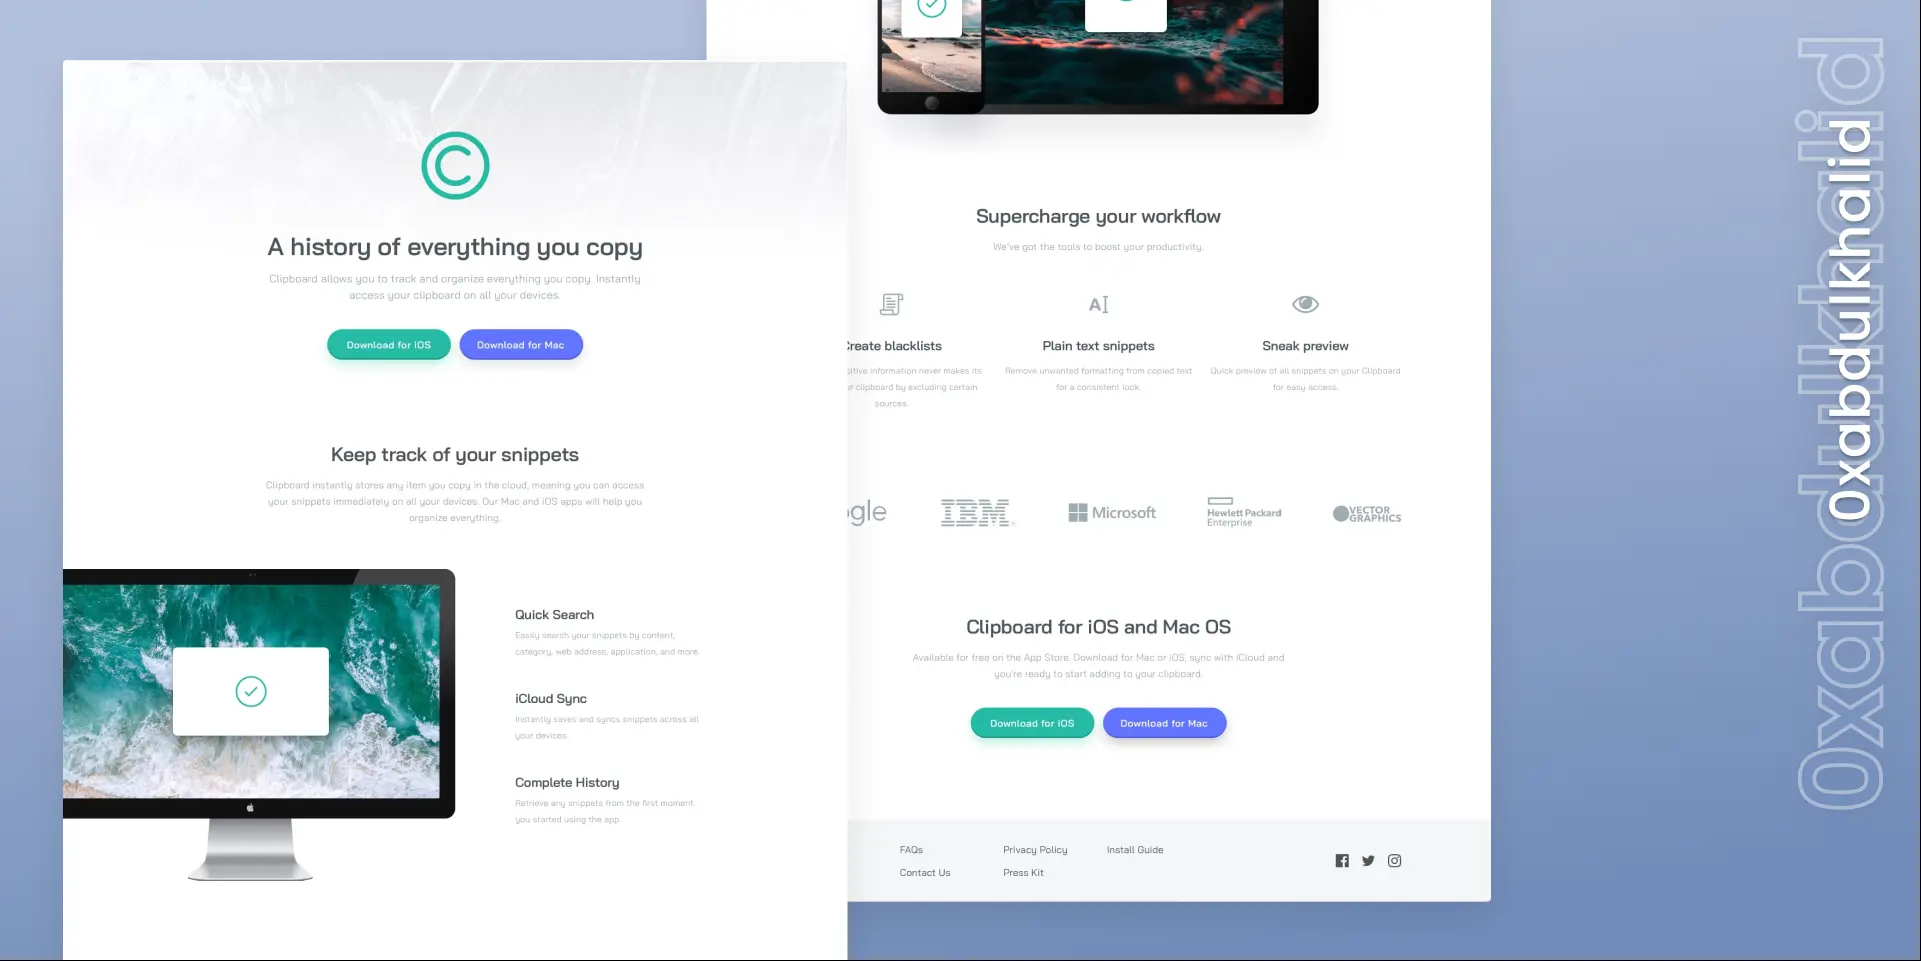 A history of everything you copy
Clipboard allows you to track and organize everything you copy. Instantly
access your clipboard on all your devices.
Download for iOS
Download for Mac
Keep track of your snippets
Clipboard instantly stores any item you copy in the cloud, meaning you can access
your snippets immediately on all your devices. Our Mac and iOS apps will help you
organize everything.
Quick Search
Easily search your snippets by content,
category, web address, application, and more.
iCloud Sync
Instantly saves and syncs snippets across all
your devices.
Complete History
Retrieve any snippets from the first moment
you started using the app
Supercharge your workflow
We've got the tools to boost your productivity.
Create blacklists
sitive information never makes its
r clipboard by excluding certain
sources.
Plain text snippets
Remove unwanted formatting from copied text
for a consistent look.
Sneak preview
Quick preview of all snippets on your Clipboard
for easy access.
ogle
IBM
Microsoft
Hewlett Packard
Enterprise
VECTOR
GRAPHICS
Clipboard for iOS and Mac OS
Available for free on the App Store. Download for Mac or iOS, sync with iCloud and
you're ready to start adding to your clipboard.
Download for iOS
Download for Mac
FAQs
Contact Us
Privacy Policy
Press Kit
Install Guide
0xabdulkhalid
0xabdulkhalid